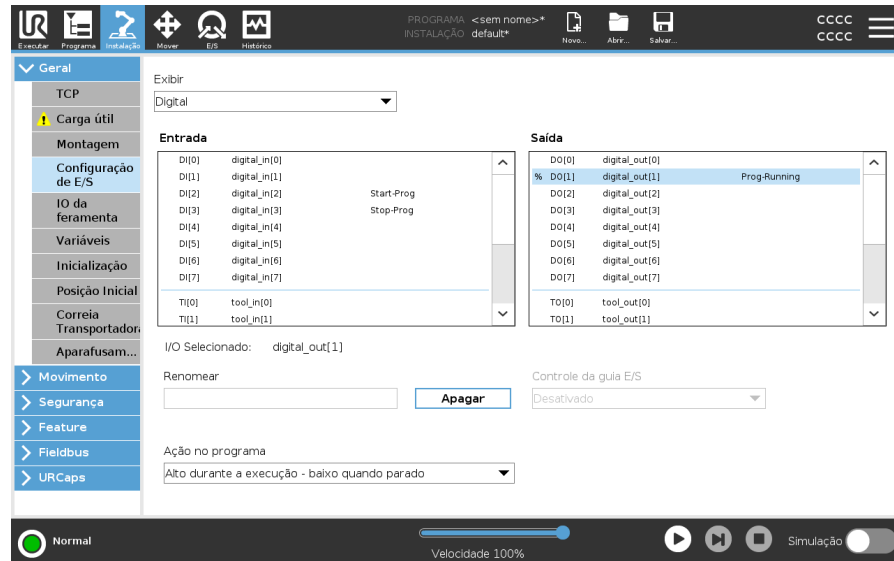 PROGRAMA <sem nome>*
INSTALAÇÃO default*
CCCC
CCCC
Executar Programa Instalação Mover E/S Histórico Novo... Abrir... Salvar...
Geral
TCP
Carga útil
Montagem
Configuração
de E/S
IO da
feramenta
Variáveis
Inicialização
Posição Inicial
Correia
Transportadora
Aparafusam...
Movimento
Segurança
Feature
Fieldbus
URCaps
Exibir
Digital
Entrada
DI[0] digital_in[0]
DI[1] digital_in[1]
DI[2] digital_in[2] Start-Prog
DI[3] digital_in[3] Stop-Prog
DI[4] digital_in[4]
DI[5] digital_in[5]
DI[6] digital_in[6]
DI[7] digital_in[7]
TI[0] tool_in[0]
TI[1] tool_in[1]
Saída
DO[0] digital_out[0]
% DO[1] digital_out[1] Prog-Running
DO[2] digital_out[2]
DO[3] digital_out[3]
DO[4] digital_out[4]
DO[5] digital_out[5]
DO[6] digital_out[6]
DO[7] digital_out[7]
TO[0] tool_out[0]
TO[1] tool_out[1]
I/O Selecionado: digital_out[1]
Renomear
Apagar
Controle da guia E/S
Desativado
Ação no programa
Alto durante a execução - baixo quando parado
Normal
Velocidade 100%
Simulação